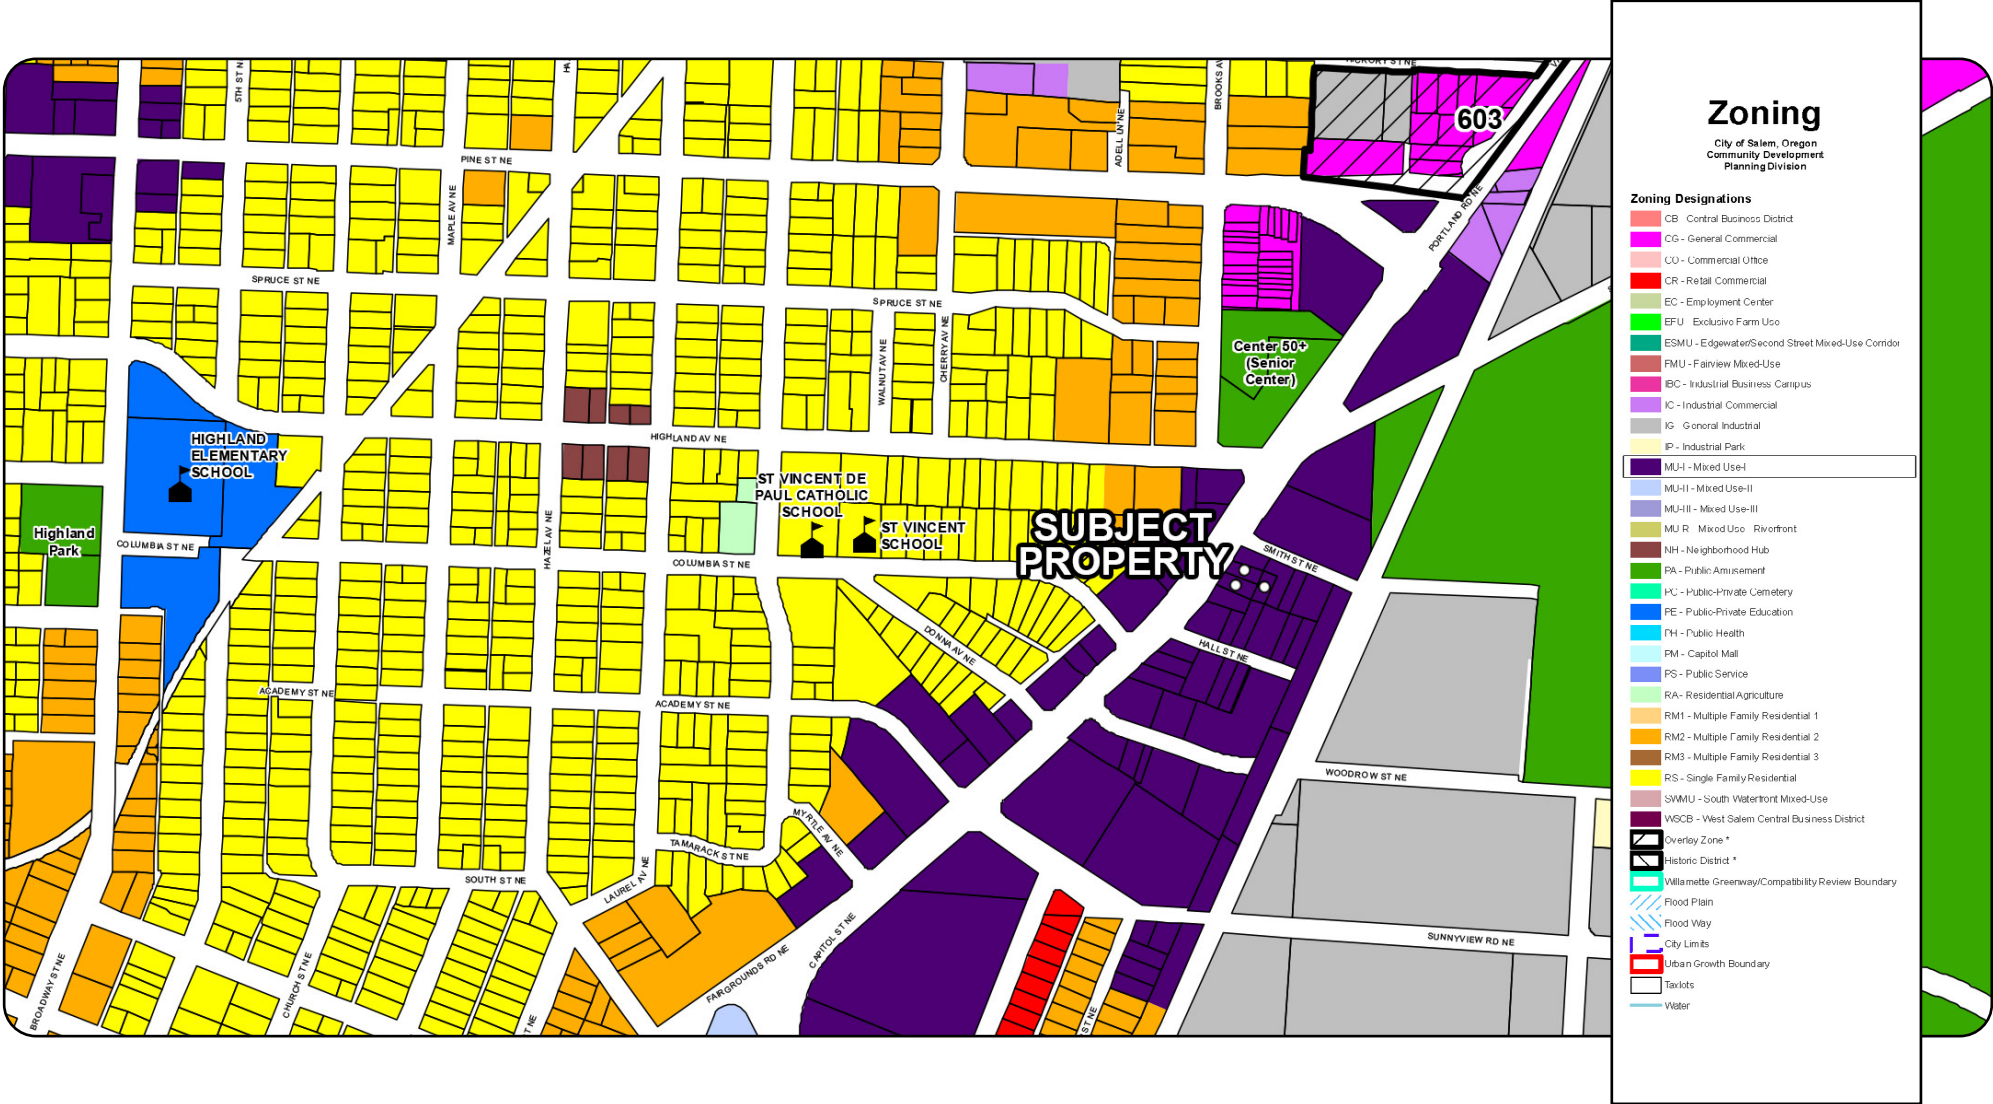 HICKORY ST NE
5TH ST NE
BROOKS AV
603
PINE ST NE
ADELL LN NE
MAPLE AV NE
PORTLAND RD NE
SPRUCE ST NE
SPRUCE ST NE
CHERRY AV NE
WALNUT AV NE
Center 50+
(Senior
Center)
HIGHLAND AV NE
HIGHLAND
ELEMENTARY
SCHOOL
ST VINCENT DE
PAUL CATHOLIC
SCHOOL
ST VINCENT
SCHOOL
SUBJECT
PROPERTY
Highland
Park
COLUMBIA ST NE
HAZEL AV NE
COLUMBIA ST NE
SMITH ST NE
DONNA AV NE
HALL ST NE
ACADEMY ST NE
ACADEMY ST NE
WOODROW ST NE
MYRTLE AV NE
TAMARACK ST NE
SOUTH ST NE
LAUREL AV NE
CAPITOL ST NE
FAIRGROUNDS RD NE
SUNNYVIEW RD NE
BROADWAY ST NE
CHURCH ST NE
T NE
ST NE
Zoning
City of Salem, Oregon
Community Development
Planning Division
Zoning Designations
CB - Central Business District
CG - General Commercial
CO - Commercial Office
CR - Retail Commercial
EC - Employment Center
EFU - Exclusive Farm Use
ESMU - Edgewater/Second Street Mixed-Use Corridor
FMU - Fairview Mixed-Use
IBC - Industrial Business Campus
IC - Industrial Commercial
IG - General Industrial
IP - Industrial Park
MU-I - Mixed Use-I
MU-II - Mixed Use-II
MU-III - Mixed Use-III
MU R - Mixed Use - Riverfront
NH - Neighborhood Hub
PA - Public Amusement
PC - Public-Private Cemetery
PE - Public-Private Education
PH - Public Health
PM - Capitol Mall
PS - Public Service
RA - Residential Agriculture
RM1 - Multiple Family Residential 1
RM2 - Multiple Family Residential 2
RM3 - Multiple Family Residential 3
RS - Single Family Residential
SWMU - South Waterfront Mixed-Use
WSCB - West Salem Central Business District
Overlay Zone *
Historic District *
Willamette Greenway/Compatibility Review Boundary
Flood Plain
Flood Way
City Limits
Urban Growth Boundary
Taxlots
Water